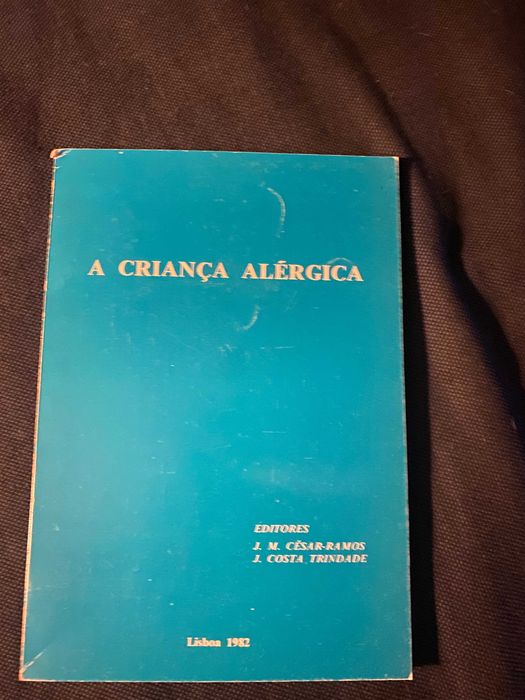 A CRIANÇA ALÉRGICA
EDITORES
J. M. CÉSAR-RAMOS
J. COSTA TRINDADE
Lisboa 1982